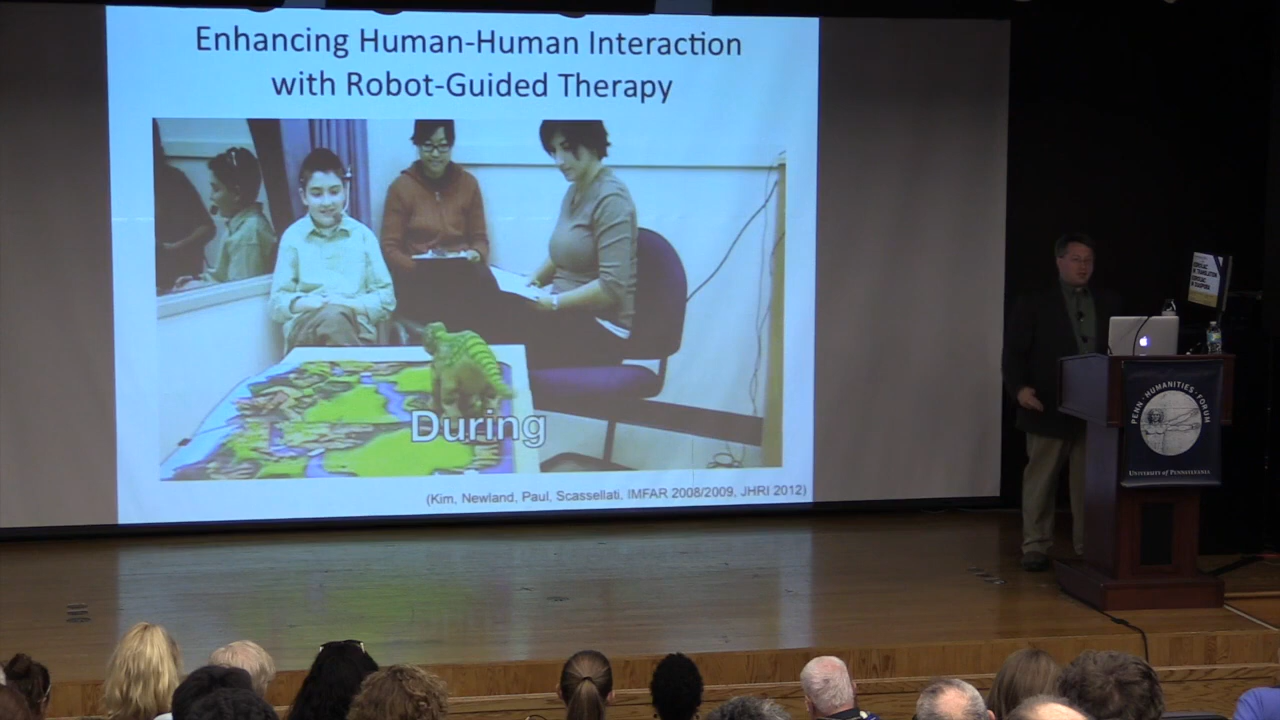 Enhancing Human-Human Interaction
with Robot-Guided Therapy
During
(Kim, Newland, Paul, Scassellati, IMFAR 2008/2009, JHRI 2012)
PENN · HUMANITIES · FORUM
UNIVERSITY of PENNSYLVANIA